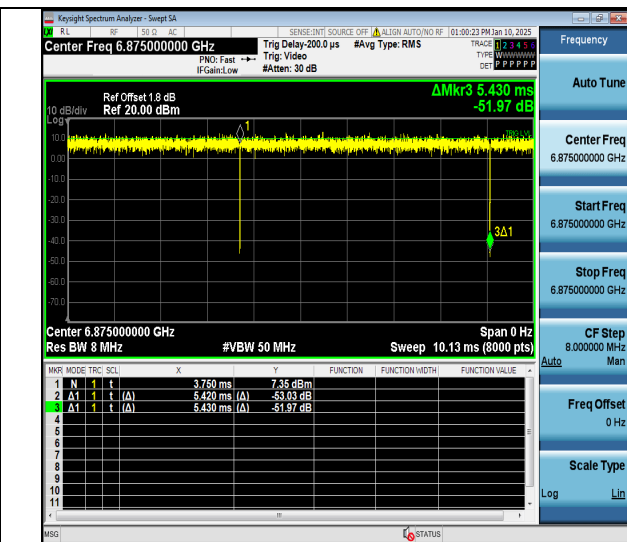 Keysight Spectrum Analyzer - Swept SA
RL RF 50 Ω AC SENSE:INT SOURCE OFF ALIGN AUTO/NO RF 01:00:23 PM Jan 10, 2025
Center Freq 6.875000000 GHz Trig Delay-200.0 µs #Avg Type: RMS TRACE 1 2 3 4 5 6
PNO: Fast Trig: Video TYPE WWWWWW
IFGain:Low #Atten: 30 dB DET P P P P P P
Frequency
Auto Tune
Center Freq
6.875000000 GHz
Start Freq
6.875000000 GHz
Stop Freq
6.875000000 GHz
CF Step
8.000000 MHz
Auto Man
Freq Offset
0 Hz
Scale Type
Log Lin
ΔMkr3 5.430 ms
-51.97 dB
Ref Offset 1.8 dB
10 dB/div Ref 20.00 dBm
Log
10.0
0.00
-10.0
-20.0
-30.0
-40.0
-50.0
-60.0
-70.0
1
TRIG LVL
3Δ1
Center 6.875000000 GHz Span 0 Hz
Res BW 8 MHz #VBW 50 MHz Sweep 10.13 ms (8000 pts)
MKR MODE TRC SCL X Y FUNCTION FUNCTION WIDTH FUNCTION VALUE
1 N 1 t 3.750 ms 7.35 dBm
2 Δ1 1 t (Δ) 5.420 ms (Δ) -53.03 dB
3 Δ1 1 t (Δ) 5.430 ms (Δ) -51.97 dB
4
5
6
7
8
9
10
11
MSG STATUS